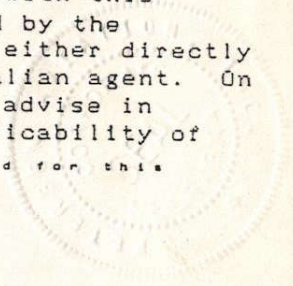 by the
either directly
lian agent. On
advise in
icability of
d for this